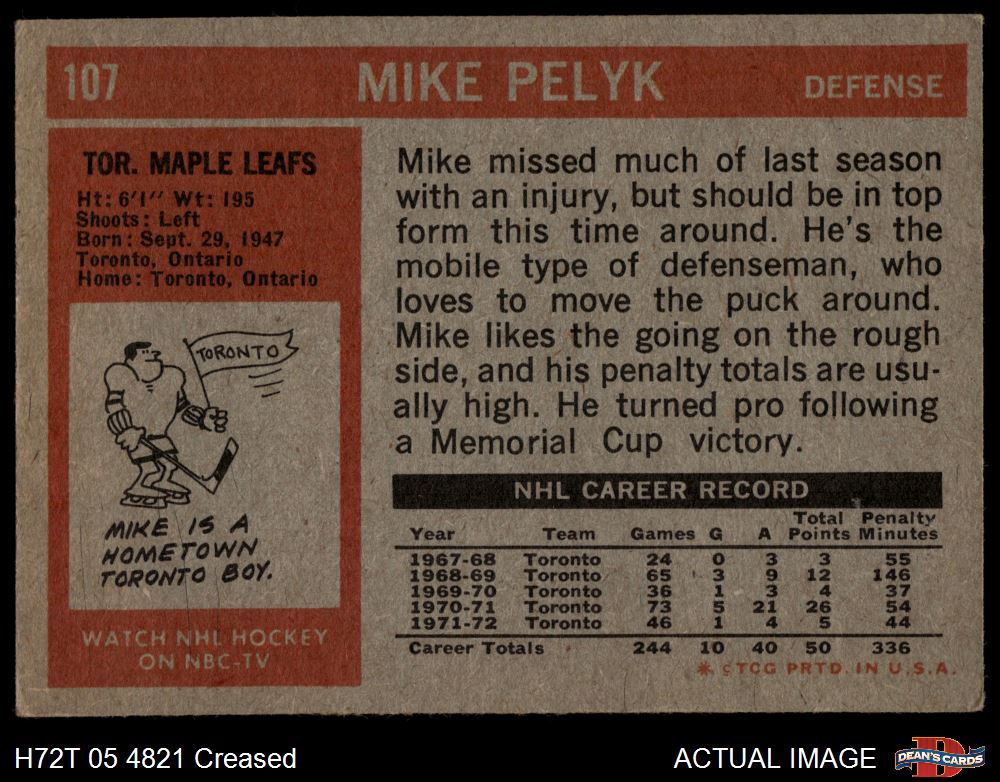 107 MIKE PELYK DEFENSE
TOR. MAPLE LEAFS
Ht: 6'1" Wt: 195
Shoots: Left
Born: Sept. 29, 1947
Toronto, Ontario
Home: Toronto, Ontario
TORONTO
MIKE IS A
HOMETOWN
TORONTO BOY.
WATCH NHL HOCKEY
ON NBC-TV
Mike missed much of last season
with an injury, but should be in top
form this time around. He's the
mobile type of defenseman, who
loves to move the puck around.
Mike likes the going on the rough
side, and his penalty totals are usu-
ally high. He turned pro following
a Memorial Cup victory.
NHL CAREER RECORD
Year Team Games G A Total Points Penalty Minutes
1967-68 Toronto 24 0 3 3 55
1968-69 Toronto 65 3 9 12 146
1969-70 Toronto 36 1 3 4 37
1970-71 Toronto 73 5 21 26 54
1971-72 Toronto 46 1 4 5 44
Career Totals 244 10 40 50 336
* ©TCG PRTD. IN U.S.A.
H72T 05 4821 Creased
ACTUAL IMAGE
DEAN'S CARDS